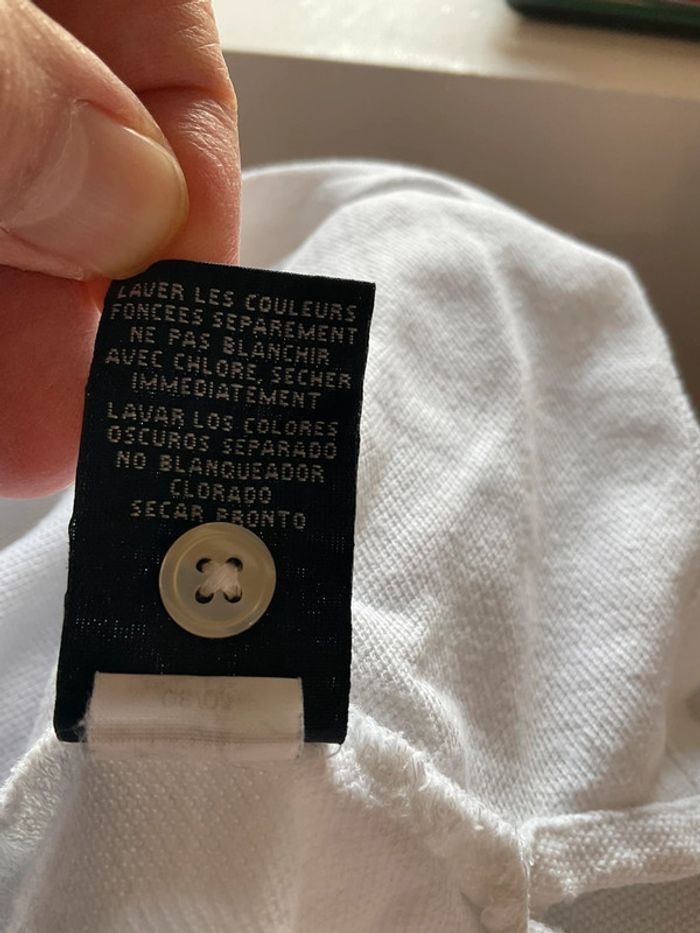 LAVER LES COULEURS
FONCEES SEPAREMENT
NE PAS BLANCHIR
AVEC CHLORE, SECHER
IMMEDIATEMENT
LAVAR LOS COLORES
OSCUROS SEPARADO
NO BLANQUEADOR
CLORADO
SECAR PRONTO